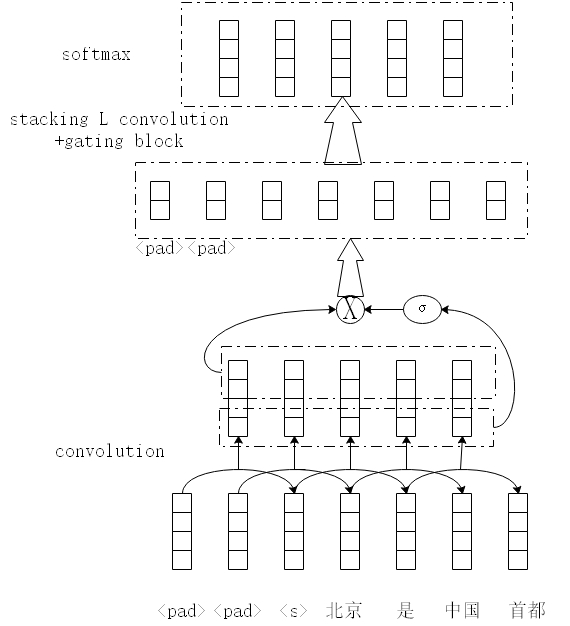 softmax
stacking L convolution
+gating block
<pad> <pad>
X
σ
convolution
<pad> <pad> <s> 北京 是 中国 首都